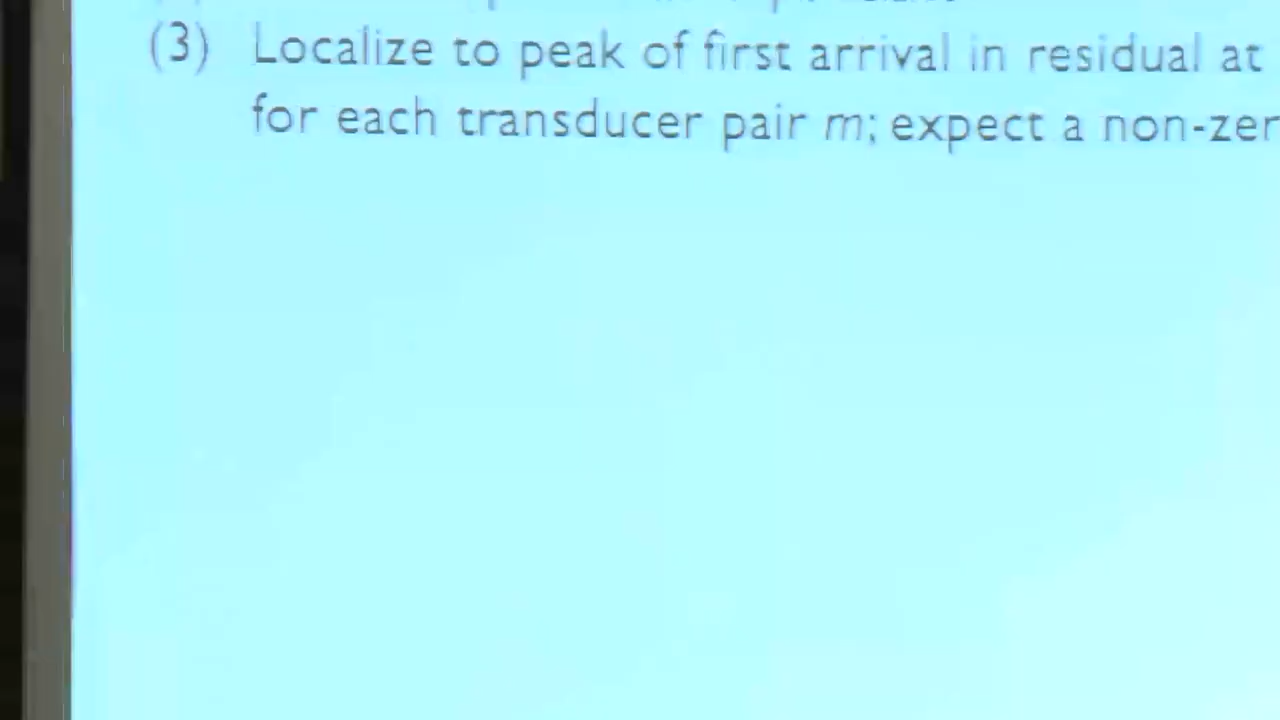 (3) Localize to peak of first arrival in residual at
for each transducer pair m; expect a non-zer